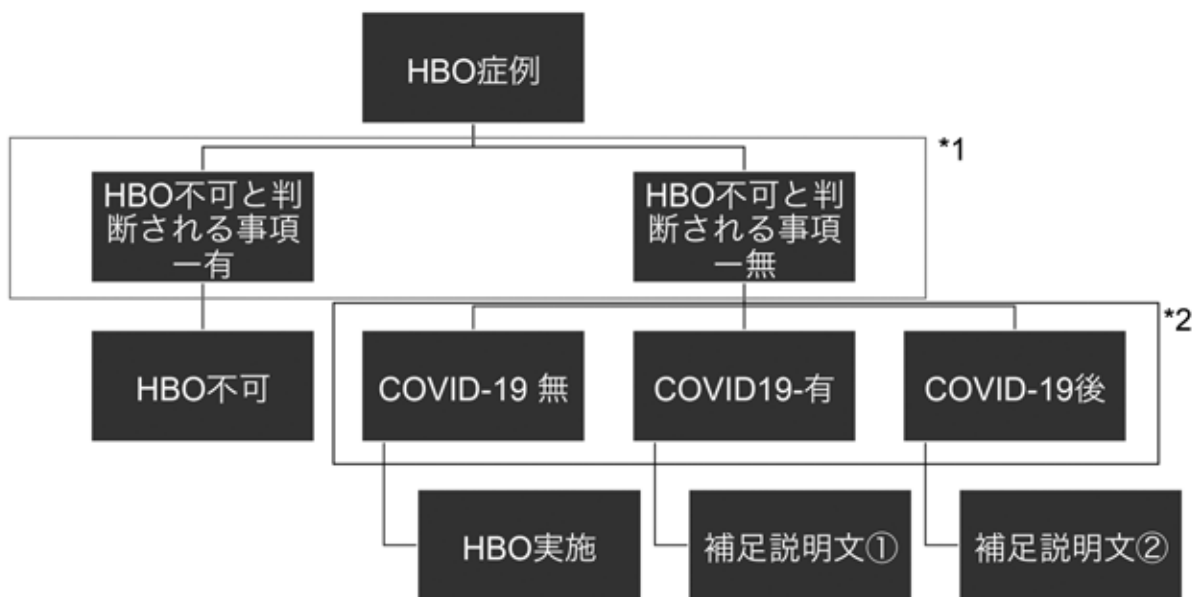 HBO症例
*1
HBO不可と判
断される事項
ー有
HBO不可と判
断される事項
ー無
*2
HBO不可
COVID-19 無
COVID19-有
COVID-19後
HBO実施
補足説明文①
補足説明文②